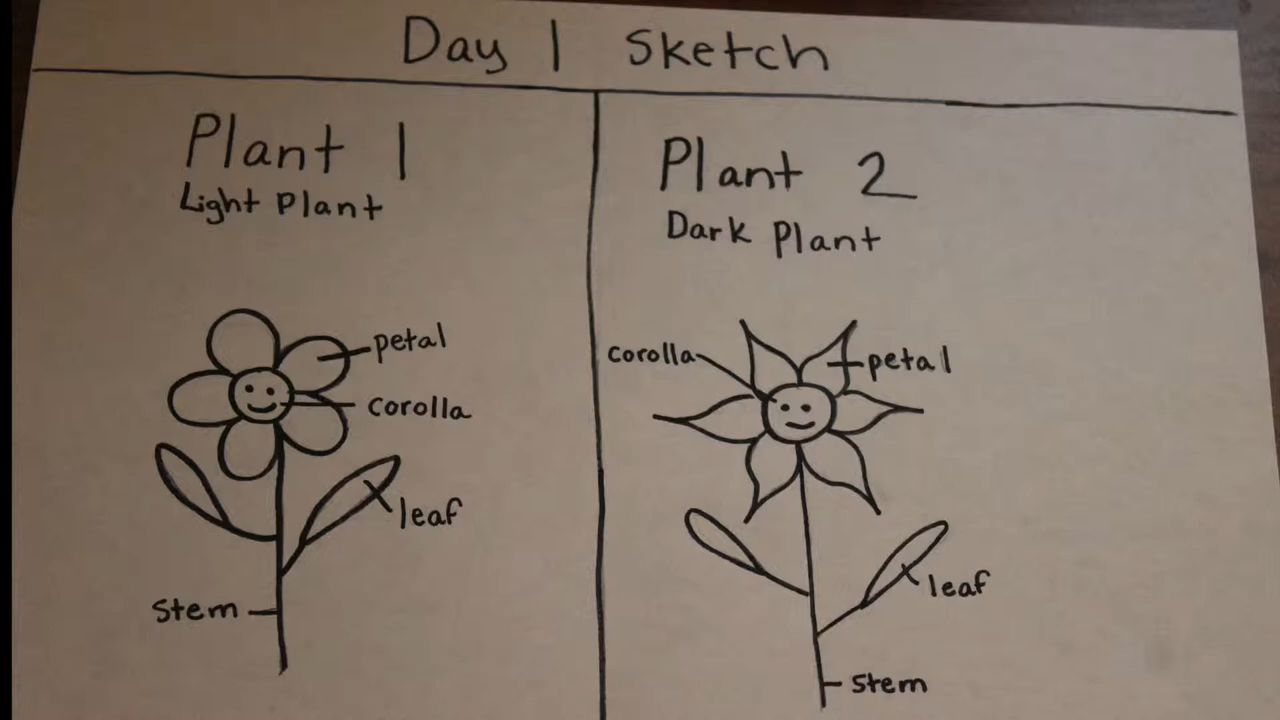 Day 1 Sketch
Plant 1
Light Plant
petal
corolla
leaf
Stem
Plant 2
Dark Plant
corolla
petal
leaf
Stem